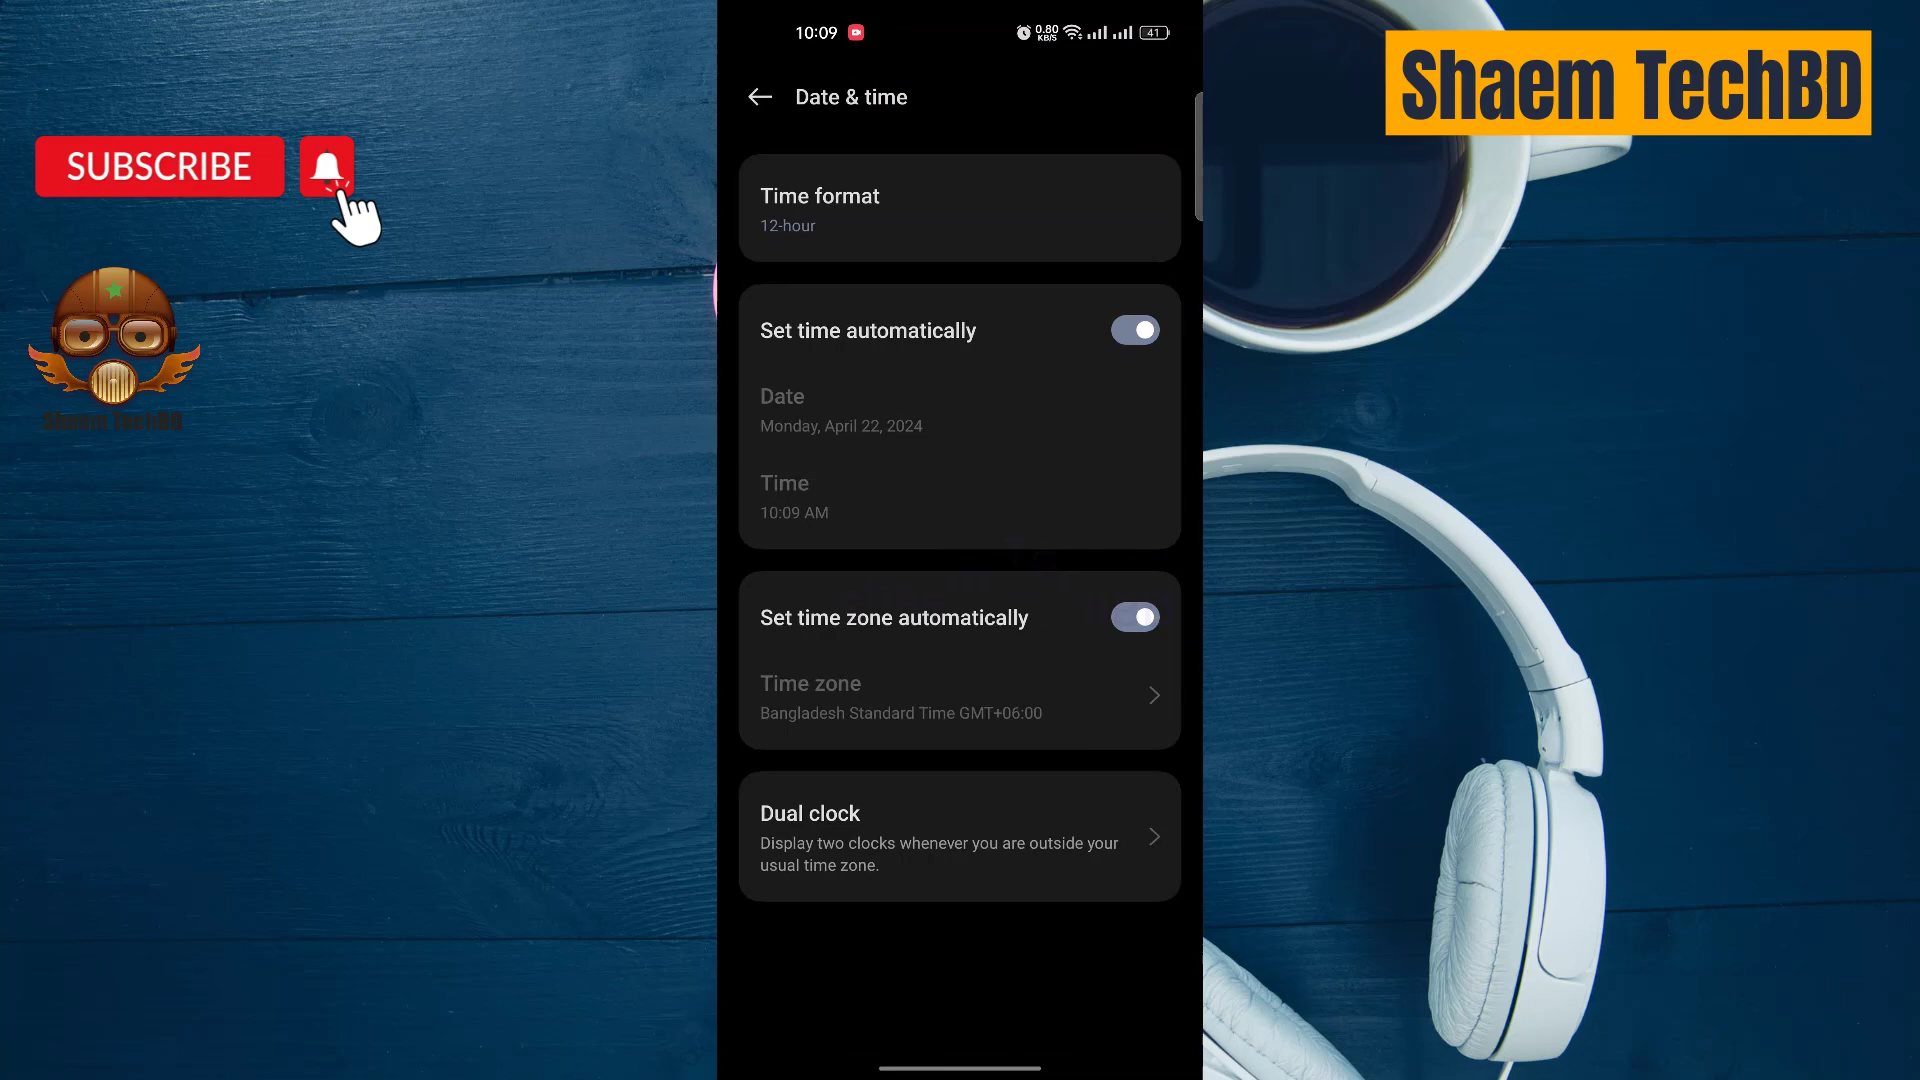 10:09
0.80
KB/S
41
Shaem TechBD
Date & time
SUBSCRIBE
Time format
12-hour
Set time automatically
Date
Monday, April 22, 2024
Shaem TechBD
Time
10:09 AM
Set time zone automatically
Time zone
Bangladesh Standard Time GMT+06:00
Dual clock
Display two clocks whenever you are outside your
usual time zone.